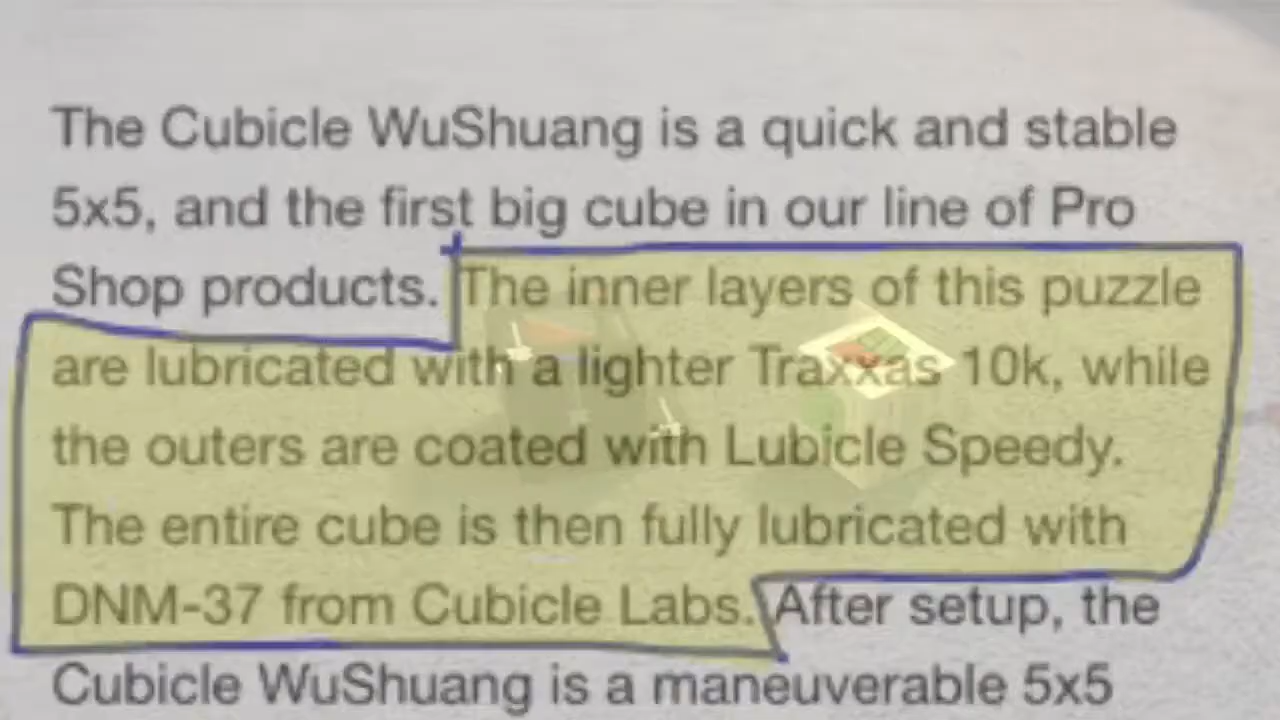 The Cubicle WuShuang is a quick and stable
5x5, and the first big cube in our line of Pro
Shop products. The inner layers of this puzzle
are lubricated with a lighter Traxxas 10k, while
the outers are coated with Lubicle Speedy.
The entire cube is then fully lubricated with
DNM-37 from Cubicle Labs. After setup, the
Cubicle WuShuang is a maneuverable 5x5